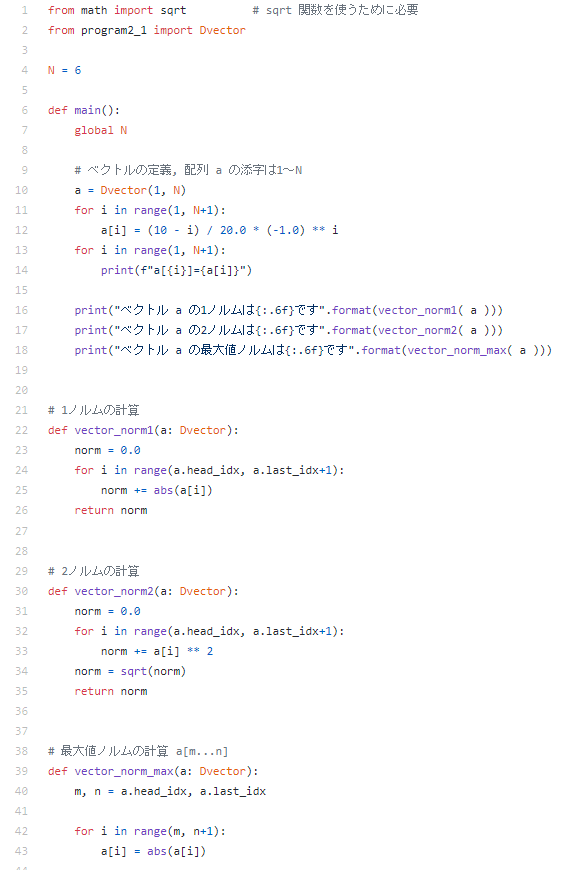 1 from math import sqrt          # sqrt 関数を使うために必要
2 from program2_1 import Dvector
3
4 N = 6
5
6 def main():
7     global N
8
9     # ベクトルの定義, 配列 a の添字は1〜N
10     a = Dvector(1, N)
11     for i in range(1, N+1):
12         a[i] = (10 - i) / 20.0 * (-1.0) ** i
13     for i in range(1, N+1):
14         print(f"a[{i}]={a[i]}")
15
16     print("ベクトル a の1ノルムは{:.6f}です".format(vector_norm1( a )))
17     print("ベクトル a の2ノルムは{:.6f}です".format(vector_norm2( a )))
18     print("ベクトル a の最大値ノルムは{:.6f}です".format(vector_norm_max( a )))
19
20
21 # 1ノルムの計算
22 def vector_norm1(a: Dvector):
23     norm = 0.0
24     for i in range(a.head_idx, a.last_idx+1):
25         norm += abs(a[i])
26     return norm
27
28
29 # 2ノルムの計算
30 def vector_norm2(a: Dvector):
31     norm = 0.0
32     for i in range(a.head_idx, a.last_idx+1):
33         norm += a[i] ** 2
34     norm = sqrt(norm)
35     return norm
36
37
38 # 最大値ノルムの計算 a[m...n]
39 def vector_norm_max(a: Dvector):
40     m, n = a.head_idx, a.last_idx
41
42     for i in range(m, n+1):
43         a[i] = abs(a[i])